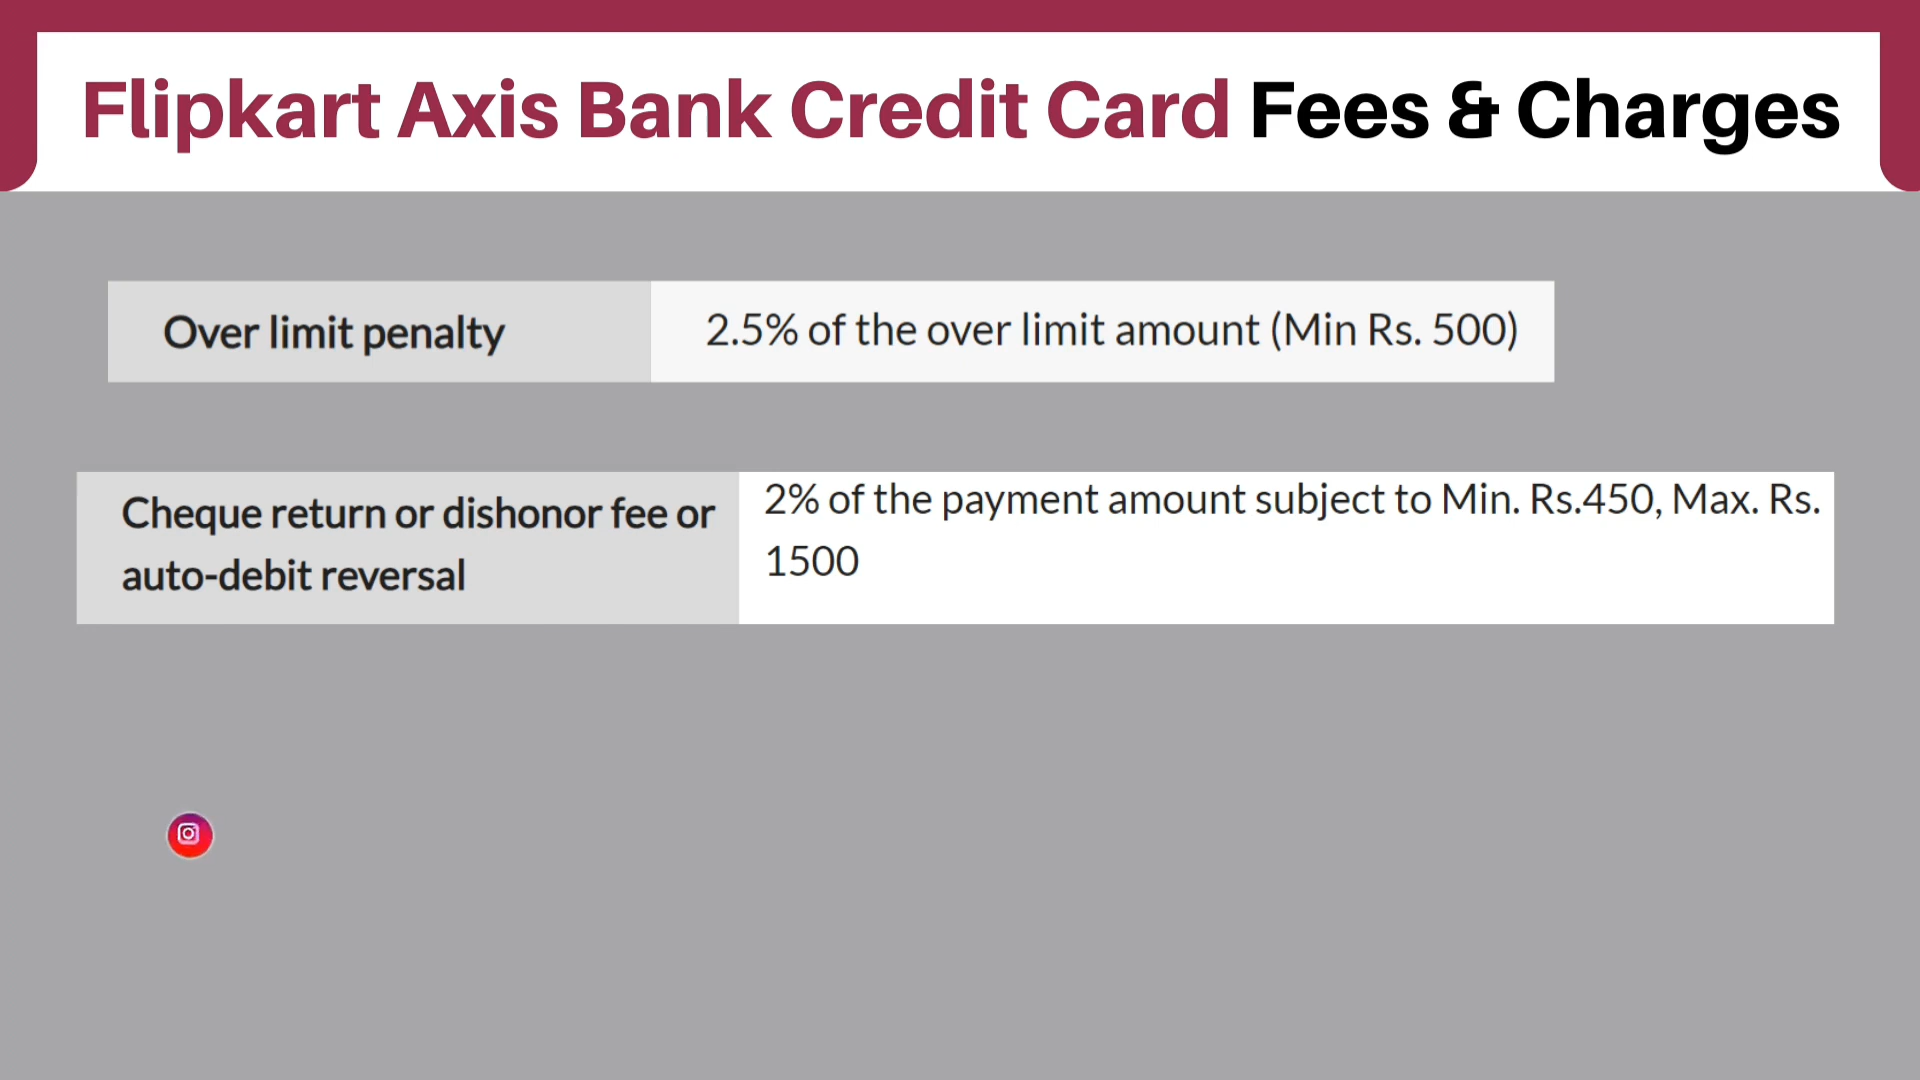 Flipkart Axis Bank Credit Card Fees & Charges
Over limit penalty
2.5% of the over limit amount (Min Rs. 500)
Cheque return or dishonor fee or
auto-debit reversal
2% of the payment amount subject to Min. Rs.450, Max. Rs.
1500